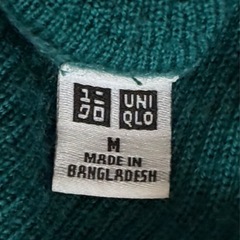 ユニ UNI
クロ QLO
M
MADE IN
BANGLADESH